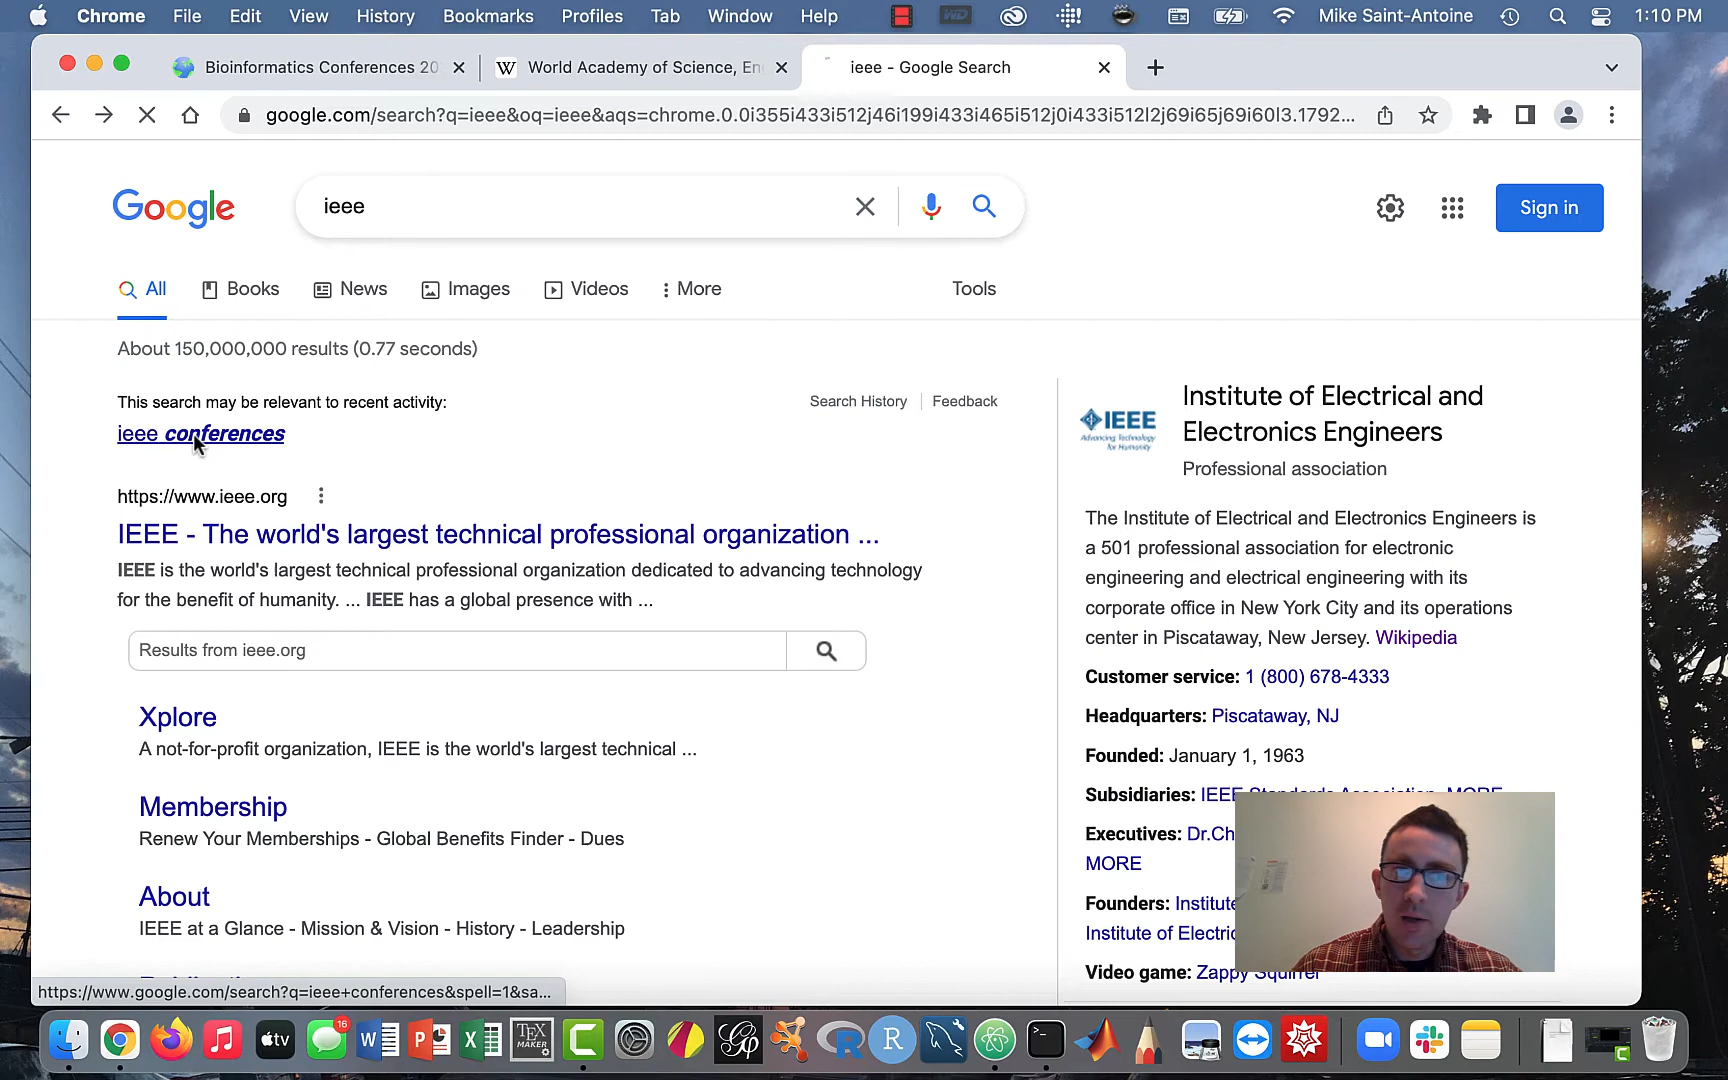 Chrome File Edit View History Bookmarks Profiles Tab Window Help Mike Saint-Antoine 1:10 PM
Bioinformatics Conferences 20 World Academy of Science, En ieee - Google Search
google.com/search?q=ieee&oq=ieee&aqs=chrome.0.0i355i433i512j46i199i433i465i512j0i433i512l2j69i65j69i60l3.1792...
Google ieee Sign in
All Books News Images Videos More Tools
About 150,000,000 results (0.77 seconds)
This search may be relevant to recent activity: Search History Feedback
ieee conferences
https://www.ieee.org
IEEE - The world's largest technical professional organization ...
IEEE is the world's largest technical professional organization dedicated to advancing technology
for the benefit of humanity. ... IEEE has a global presence with ...
Results from ieee.org
Xplore
A not-for-profit organization, IEEE is the world's largest technical ...
Membership
Renew Your Memberships - Global Benefits Finder - Dues
About
IEEE at a Glance - Mission & Vision - History - Leadership
IEEE
Advancing Technology
for Humanity
Institute of Electrical and
Electronics Engineers
Professional association
The Institute of Electrical and Electronics Engineers is
a 501 professional association for electronic
engineering and electrical engineering with its
corporate office in New York City and its operations
center in Piscataway, New Jersey. Wikipedia
Customer service: 1 (800) 678-4333
Headquarters: Piscataway, NJ
Founded: January 1, 1963
Subsidiaries: IEEE Standards Association, MORE
Executives: Dr.Ch
MORE
Founders: Institute
Institute of Electric
Video game: Zappy Squirrel
https://www.google.com/search?q=ieee+conferences&spell=1&sa...
tv 16 TEX MAKER